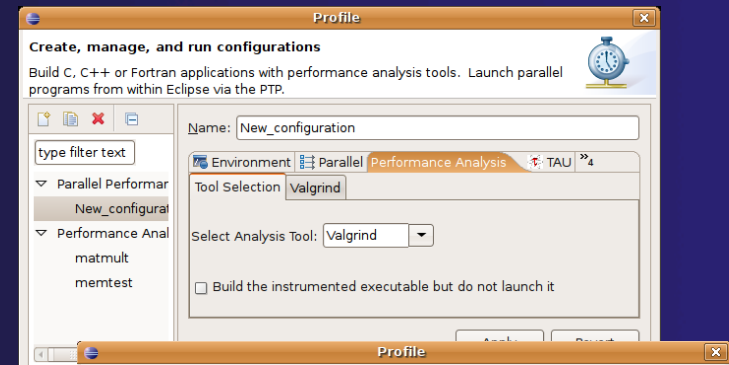 Profile
Create, manage, and run configurations
Build C, C++ or Fortran applications with performance analysis tools. Launch parallel
programs from within Eclipse via the PTP.
Name: New_configuration
type filter text
Environment Parallel Performance Analysis TAU »4
Parallel Performan
Tool Selection Valgrind
New_configurat
Performance Anal
Select Analysis Tool: Valgrind
matmult
memtest
Build the instrumented executable but do not launch it
Apply Revert
Profile